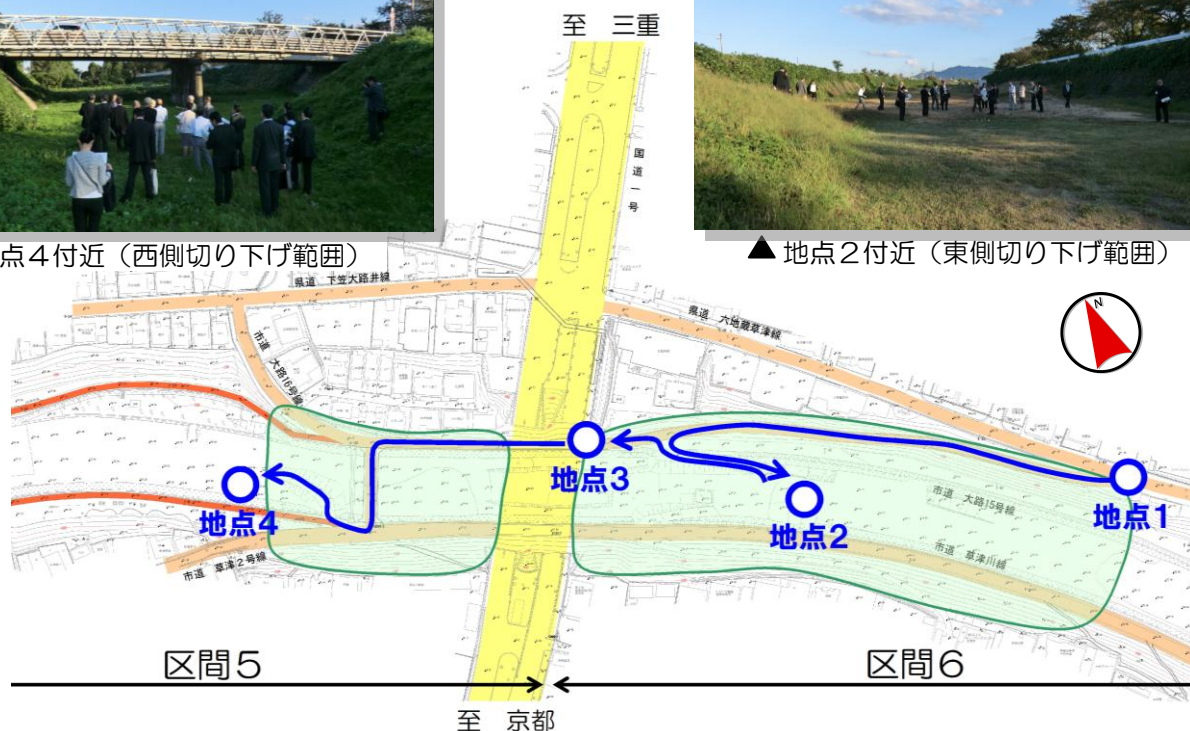 至 三重
国道一号
点4付近（西側切り下げ範囲）
▲ 地点2付近（東側切り下げ範囲）
県道 下笠大路井線
県道 六地蔵草津線
N
市道 大路16号線
地点3
地点4
地点2
地点1
市道 大路15号線
市道 草津川線
市道 草津2号線
区間5
区間6
至 京都